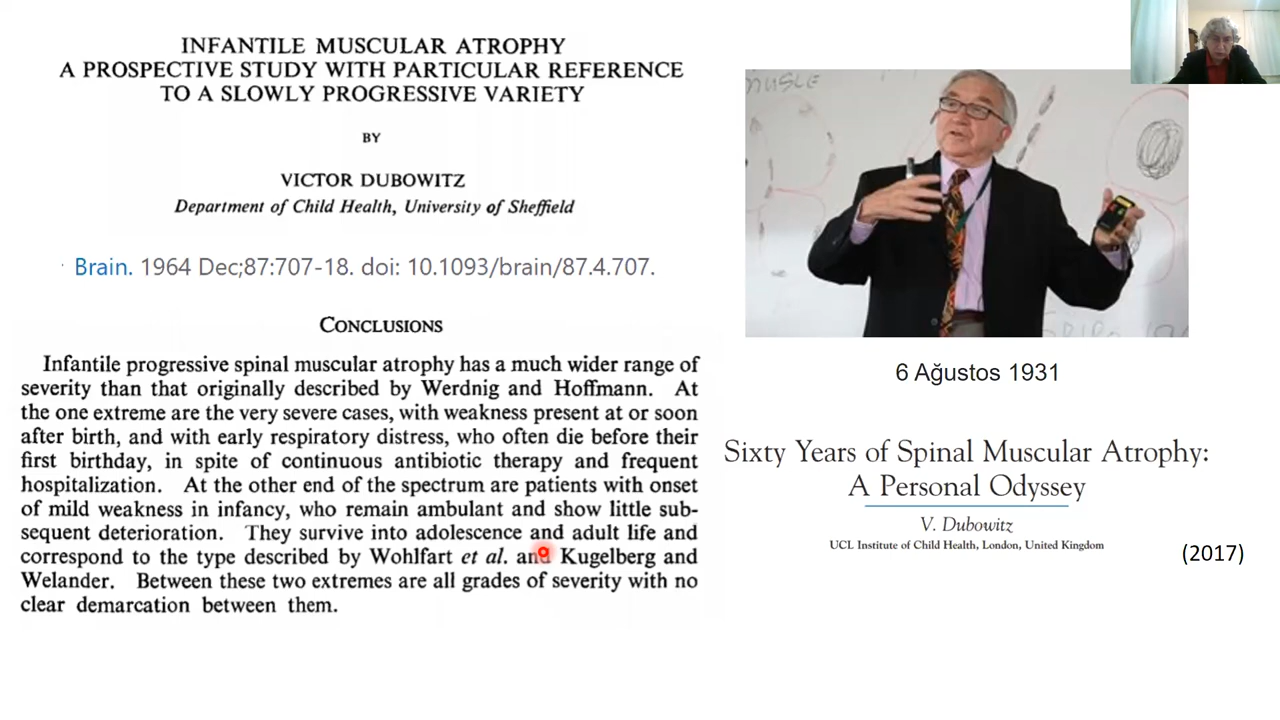 INFANTILE MUSCULAR ATROPHY
A PROSPECTIVE STUDY WITH PARTICULAR REFERENCE
TO A SLOWLY PROGRESSIVE VARIETY
BY
VICTOR DUBOWITZ
Department of Child Health, University of Sheffield
Brain. 1964 Dec;87:707-18. doi: 10.1093/brain/87.4.707.
CONCLUSIONS
Infantile progressive spinal muscular atrophy has a much wider range of
severity than that originally described by Werdnig and Hoffmann. At
the one extreme are the very severe cases, with weakness present at or soon
after birth, and with early respiratory distress, who often die before their
first birthday, in spite of continuous antibiotic therapy and frequent
hospitalization. At the other end of the spectrum are patients with onset
of mild weakness in infancy, who remain ambulant and show little sub-
sequent deterioration. They survive into adolescence and adult life and
correspond to the type described by Wohlfart et al. and Kugelberg and
Welander. Between these two extremes are all grades of severity with no
clear demarcation between them.
6 Ağustos 1931
Sixty Years of Spinal Muscular Atrophy:
A Personal Odyssey
V. Dubowitz
UCL Institute of Child Health, London, United Kingdom
(2017)